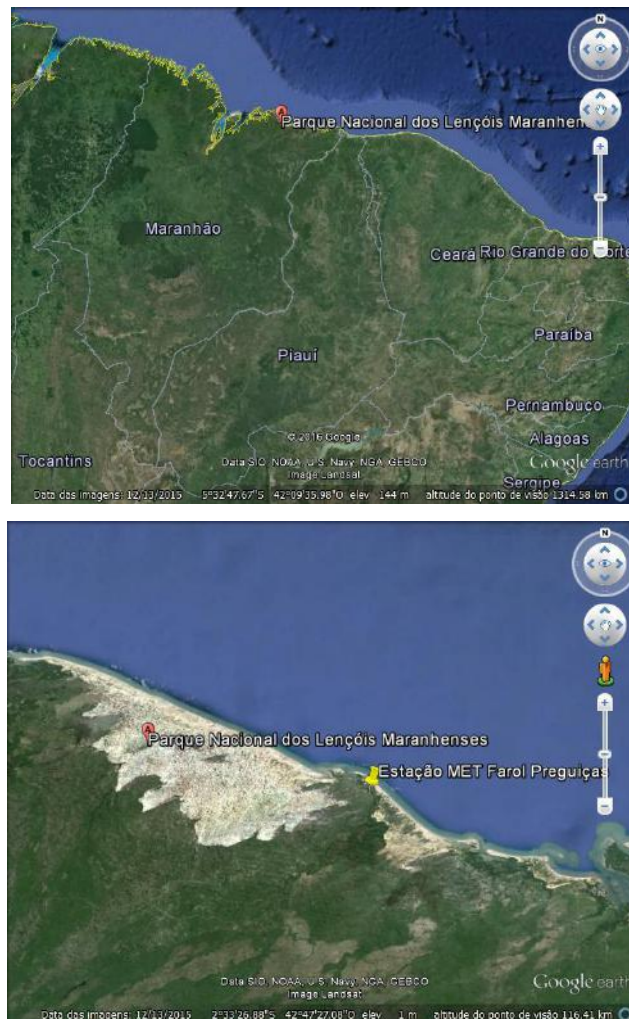 N
A
Parque Nacional dos Lençóis Maranhen
Maranhão
Ceará
Rio Grande do Norte
Paraíba
Piauí
Pernambuco
© 2016 Google
Alagoas
Tocantins
Data SIO, NOAA, U.S. Navy, NGA, GEBCO
Image Landsat
Google earth
Sergipe
Data das imagens: 12/13/2015 5°32'47.67"S 42°09'35.98"O elev 144 m altitude do ponto de visão 1314.58 km
N
A
Parque Nacional dos Lençóis Maranhenses
Estação MET Farol Preguiças
Data SIO, NOAA, U.S. Navy, NGA, GEBCO
Image Landsat
Google earth
Data das imagens: 12/13/2015 2°33'26.88"S 42°47'27.08"O elev 1 m altitude do ponto de visão 116.41 km